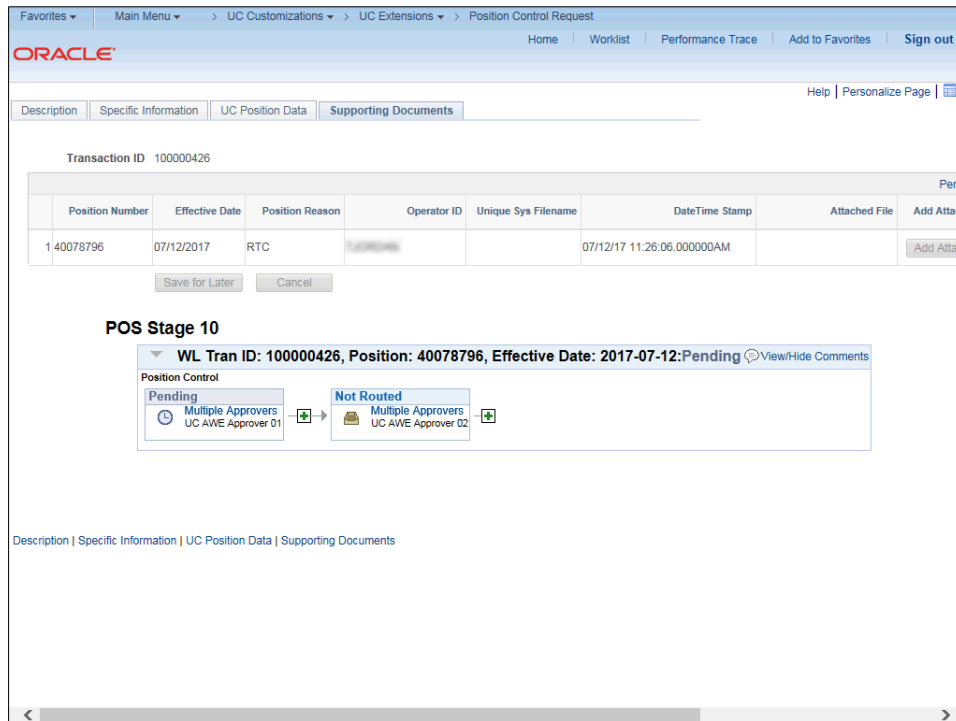 Favorites Main Menu > UC Customizations > UC Extensions > Position Control Request
ORACLE
Home Worklist Performance Trace Add to Favorites Sign out
Help | Personalize Page |
Description Specific Information UC Position Data Supporting Documents
Transaction ID 100000426
Per
Position Number Effective Date Position Reason Operator ID Unique Sys Filename DateTime Stamp Attached File Add Atta
1 40078796 07/12/2017 RTC 07/12/17 11:26:06.000000AM Add Atta
Save for Later Cancel
POS Stage 10
WL Tran ID: 100000426, Position: 40078796, Effective Date: 2017-07-12:Pending View/Hide Comments
Position Control
Pending Not Routed
Multiple Approvers Multiple Approvers
UC AWE Approver 01 UC AWE Approver 02
Description | Specific Information | UC Position Data | Supporting Documents